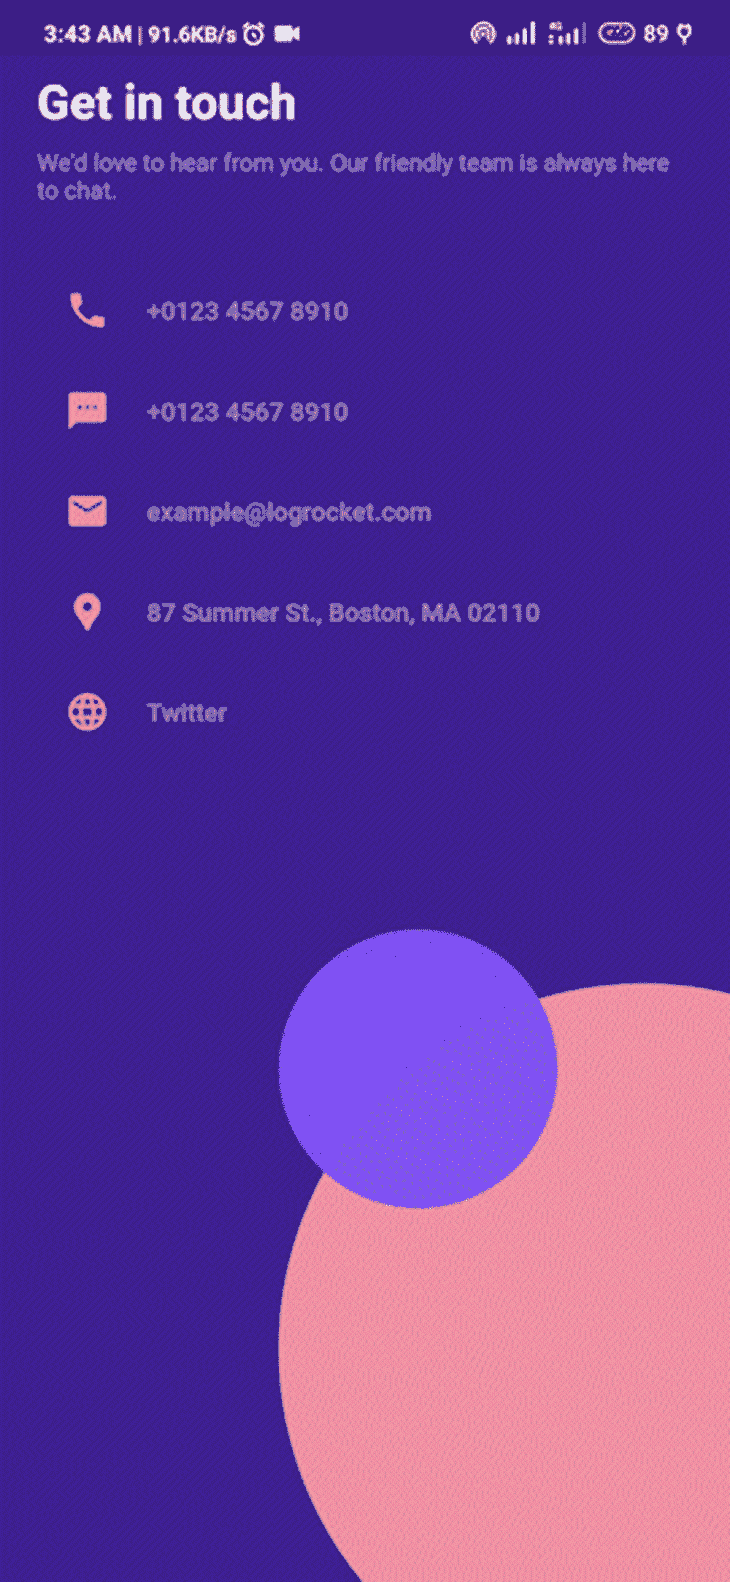 3:43 AM | 91.6KB/s
89
Get in touch
We'd love to hear from you. Our friendly team is always here
to chat.
+0123 4567 8910
+0123 4567 8910
example@logrocket.com
87 Summer St., Boston, MA 02110
Twitter